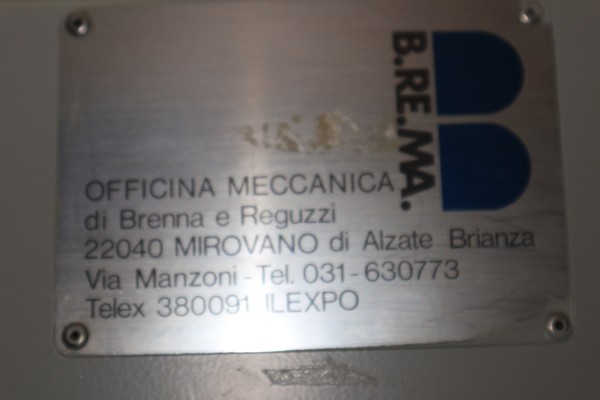 B.RE.MA.
OFFICINA MECCANICA
di Brenna e Reguzzi
22040 MIROVANO di Alzate Brianza
Via Manzoni - Tel. 031-630773
Telex 380091 ILEXPO